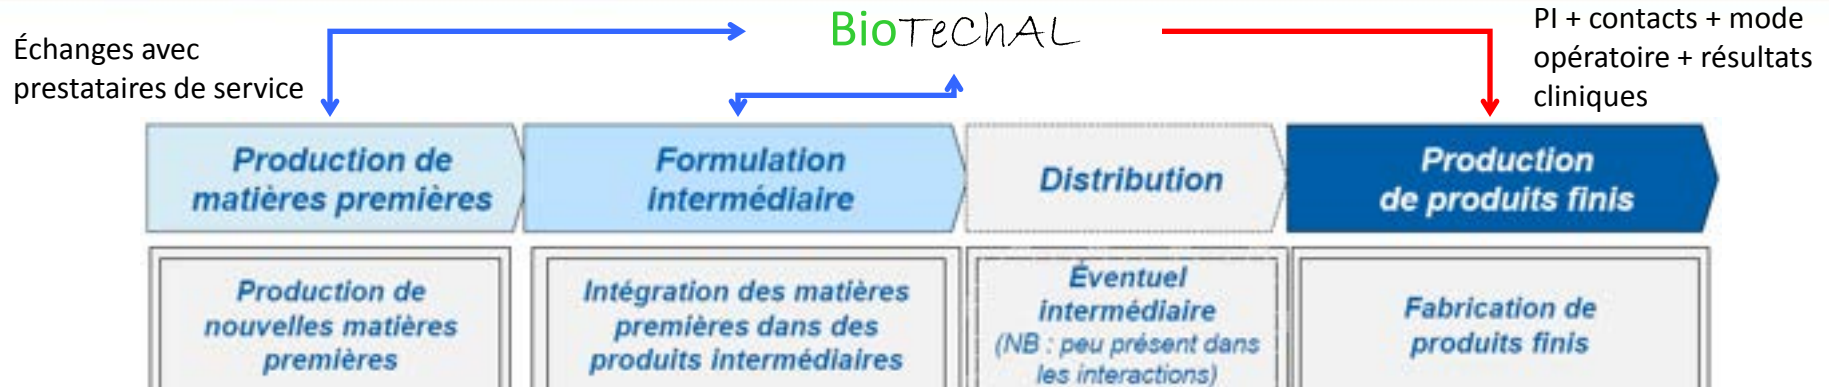 Échanges avec
prestataires de service
BioTeChAL
PI + contacts + mode
opératoire + résultats
cliniques
Production de
matières premières
Formulation
intermédiaire
Distribution
Production
de produits finis
Production de
nouvelles matières
premières
Intégration des matières
premières dans des
produits intermédiaires
Éventuel
intermédiaire
(NB : peu présent dans
les interactions)
Fabrication de
produits finis